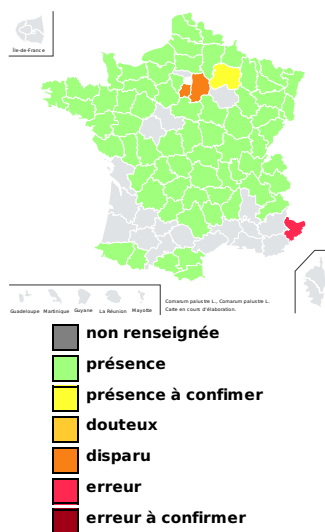 Île-de-France
Guadeloupe Martinique Guyane La Réunion Mayotte
Comarum palustre L., Comarum palustre L.
Carte en cours d'élaboration.
non renseignée
présence
présence à confimer
douteux
disparu
erreur
erreur à confirmer